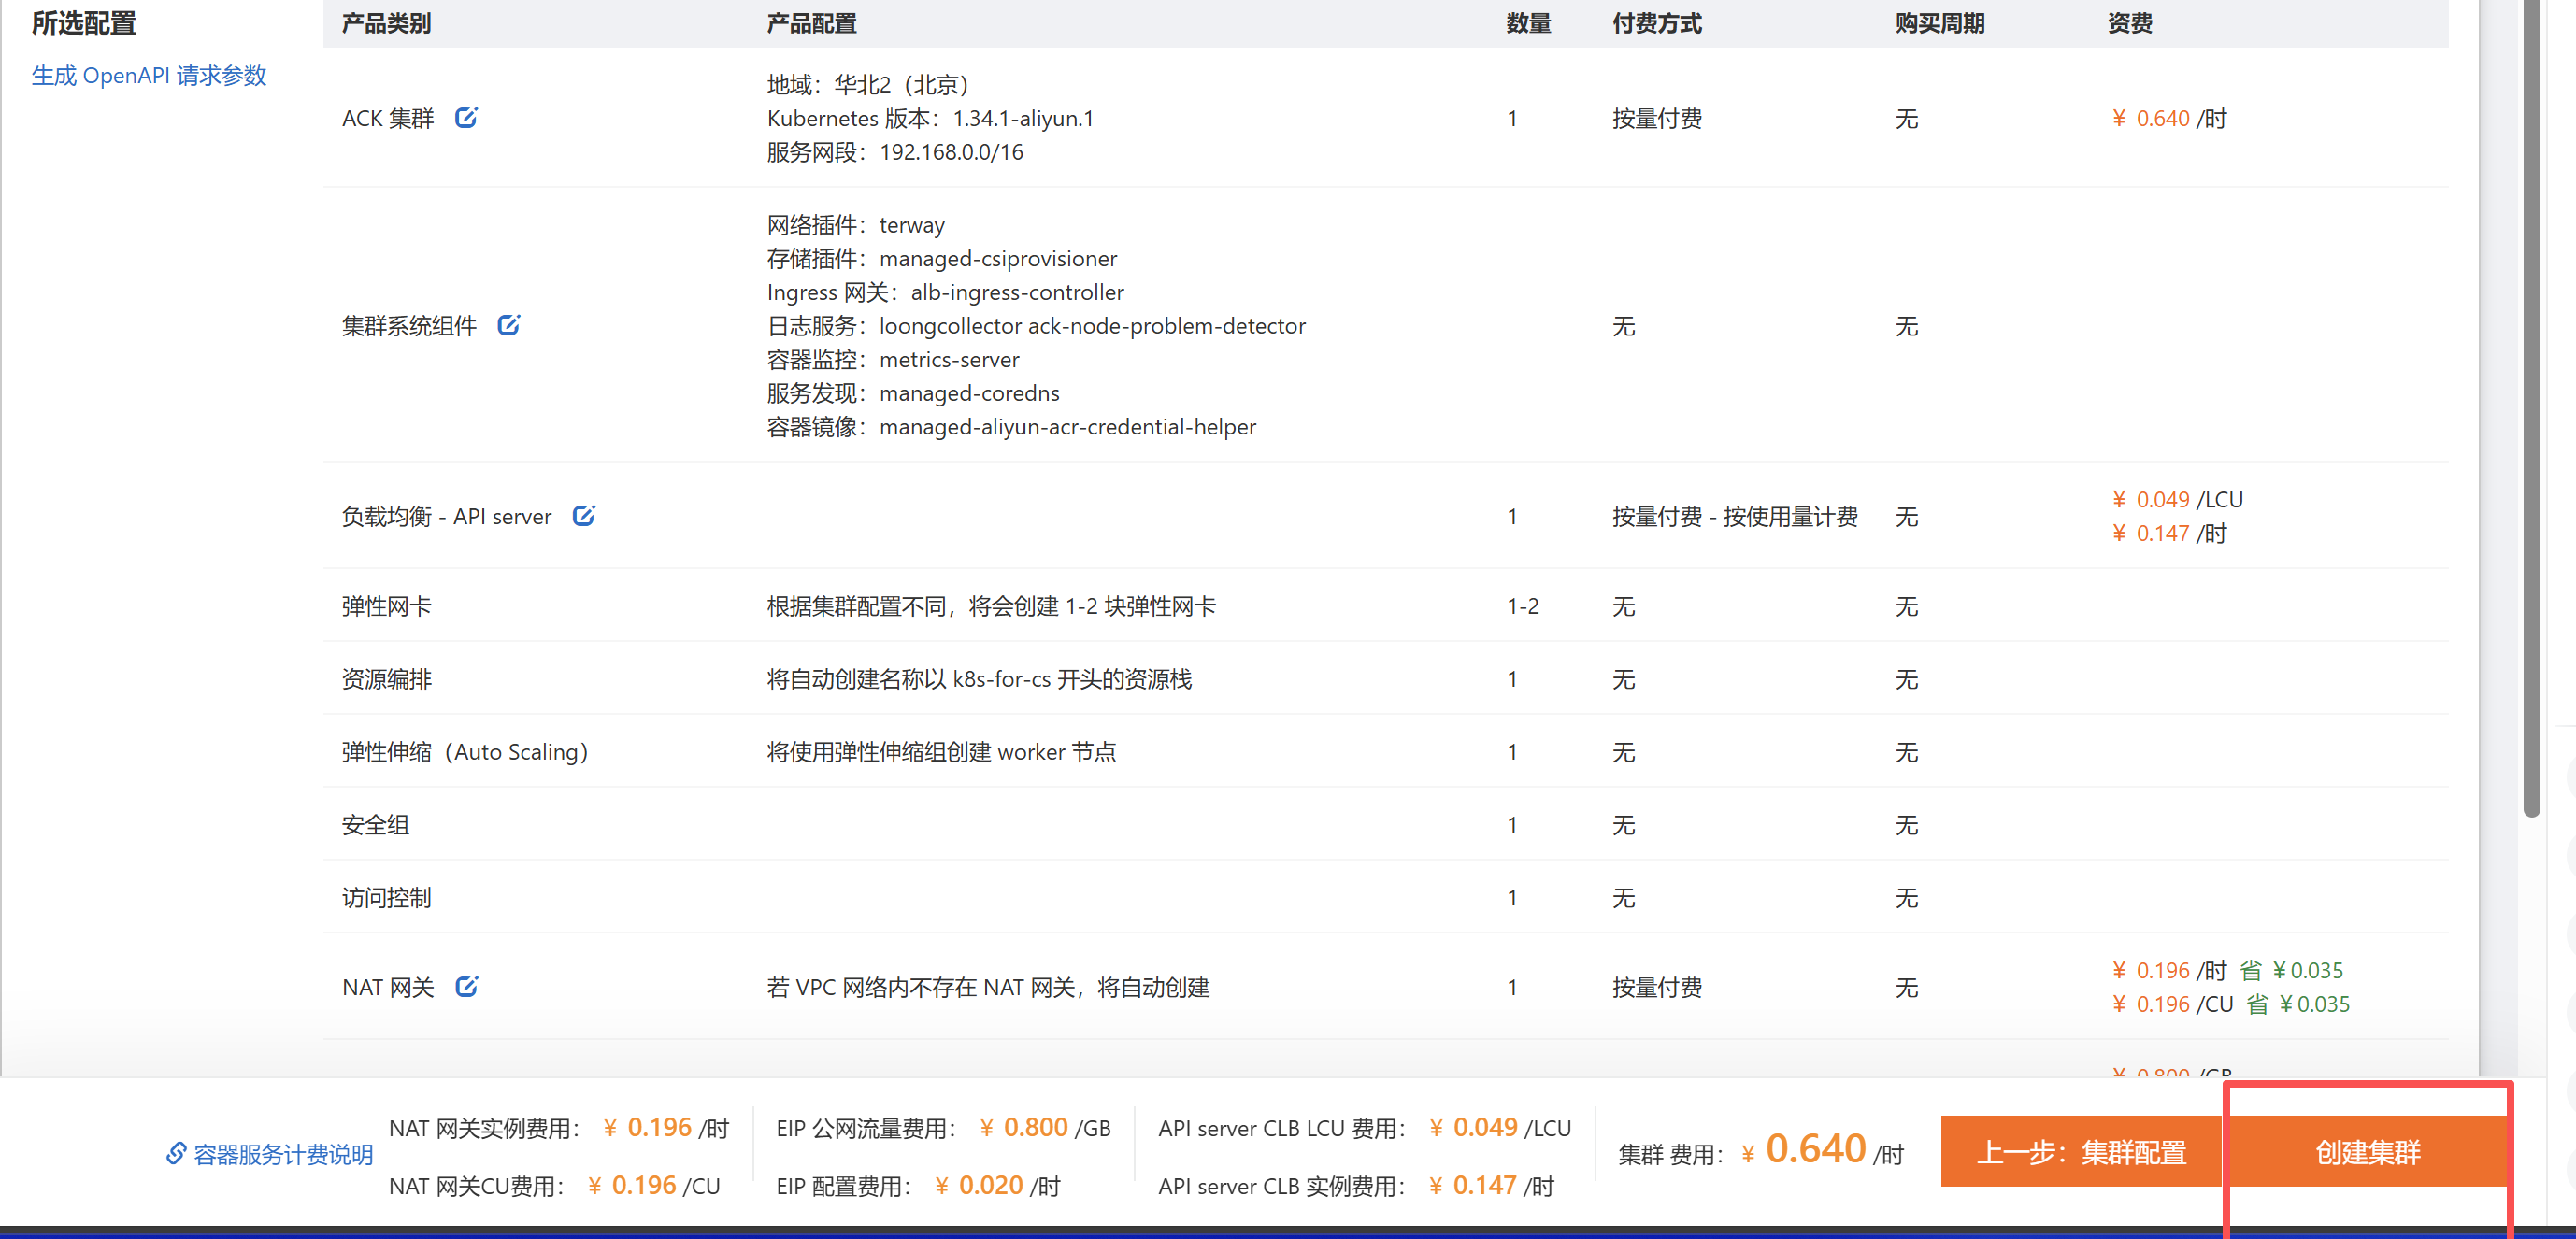 所选配置
生成 OpenAPI 请求参数
产品类别 产品配置 数量 付费方式 购买周期 资费
ACK 集群
地域：华北2（北京）
Kubernetes 版本：1.34.1-aliyun.1
服务网段：192.168.0.0/16
1 按量付费 无 ￥ 0.640 /时
集群系统组件
网络插件：terway
存储插件：managed-csiprovisioner
Ingress 网关：alb-ingress-controller
日志服务：loongcollector ack-node-problem-detector
容器监控：metrics-server
服务发现：managed-coredns
容器镜像：managed-aliyun-acr-credential-helper
无 无
负载均衡 - API server 1 按量付费 - 按使用量计费 无
￥ 0.049 /LCU
￥ 0.147 /时
弹性网卡 根据集群配置不同，将会创建 1-2 块弹性网卡 1-2 无 无
资源编排 将自动创建名称以 k8s-for-cs 开头的资源栈 1 无 无
弹性伸缩（Auto Scaling） 将使用弹性伸缩组创建 worker 节点 1 无 无
安全组 1 无 无
访问控制 1 无 无
NAT 网关 若 VPC 网络内不存在 NAT 网关，将自动创建 1 按量付费 无
￥ 0.196 /时 省 ￥0.035
￥ 0.196 /CU 省 ￥0.035
￥ 0.800 /GB
容器服务计费说明
NAT 网关实例费用： ￥ 0.196 /时
NAT 网关CU费用： ￥ 0.196 /CU
EIP 公网流量费用： ￥ 0.800 /GB
EIP 配置费用： ￥ 0.020 /时
API server CLB LCU 费用： ￥ 0.049 /LCU
API server CLB 实例费用： ￥ 0.147 /时
集群 费用： ￥ 0.640 /时
上一步：集群配置
创建集群